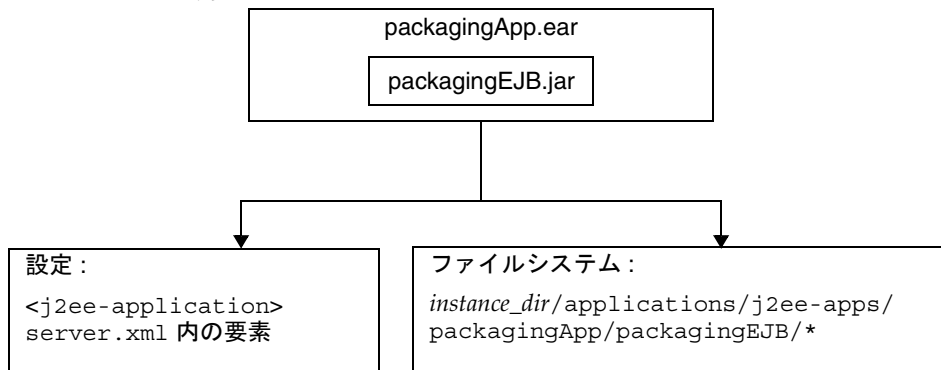 packagingApp.ear
packagingEJB.jar
設定 :
<j2ee-application>
server.xml 内の要素
ファイルシステム :
instance_dir/applications/j2ee-apps/
packagingApp/packagingEJB/*